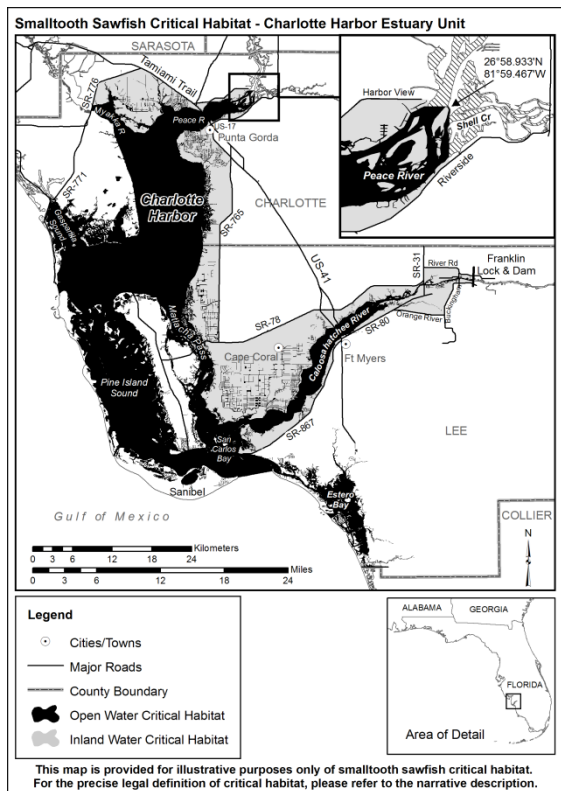 Smalltooth Sawfish Critical Habitat - Charlotte Harbor Estuary Unit
SARASOTA
Tamiami Trail
SR-776
Myakka R
Peace R
US-17
Punta Gorda
26°58.933'N
81°59.467'W
Harbor View
Shell Cr
Peace River
Riverside
SR-771
Gasparilla
Sound
Charlotte
Harbor
CHARLOTTE
SR-765
US-41
SR-31
River Rd
Franklin
Lock & Dam
SR-78
SR-80
Orange River
Buckingham
Matlacha Pass
Cape Coral
Caloosahatchee River
Ft Myers
Pine Island
Sound
San
Carlos
Bay
SR-867
LEE
Sanibel
Estero
Bay
Gulf of Mexico
COLLIER
N
Kilometers
0 3 6 12 18 24
Miles
0 3 6 12 18 24
Legend
Cities/Towns
Major Roads
County Boundary
Open Water Critical Habitat
Inland Water Critical Habitat
ALABAMA
GEORGIA
FLORIDA
Area of Detail
This map is provided for illustrative purposes only of smalltooth sawfish critical habitat.
For the precise legal definition of critical habitat, please refer to the narrative description.